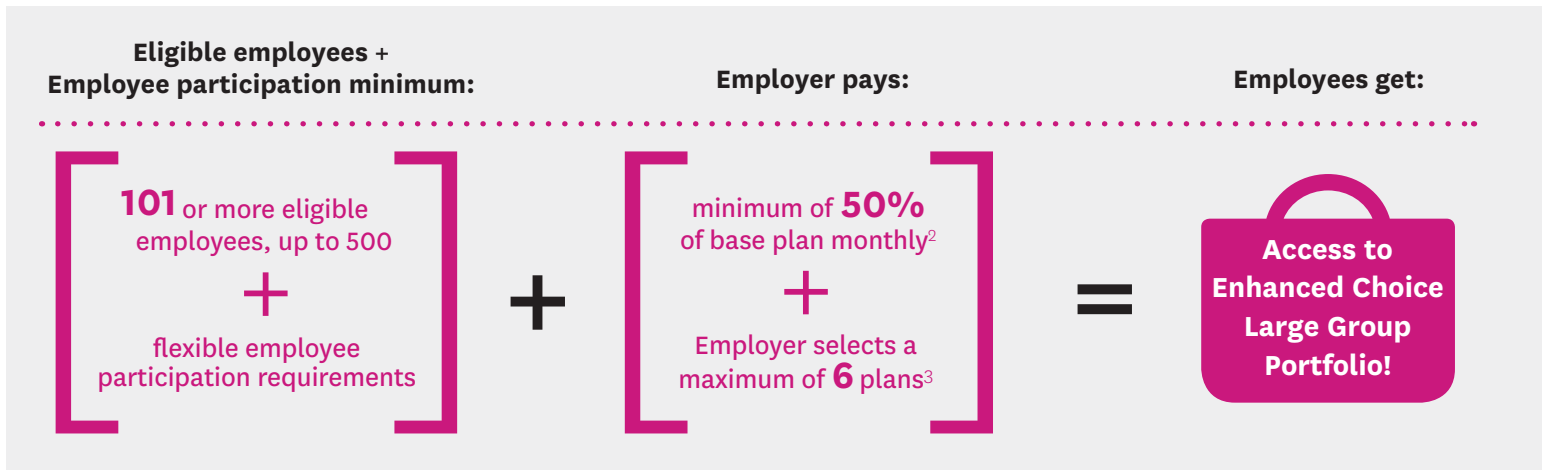 Eligible employees +
Employee participation minimum:
Employer pays:
Employees get:
101 or more eligible
employees, up to 500
+
flexible employee
participation requirements
+
minimum of 50%
of base plan monthly2
+
Employer selects a
maximum of 6 plans3
=
Access to
Enhanced Choice
Large Group
Portfolio!